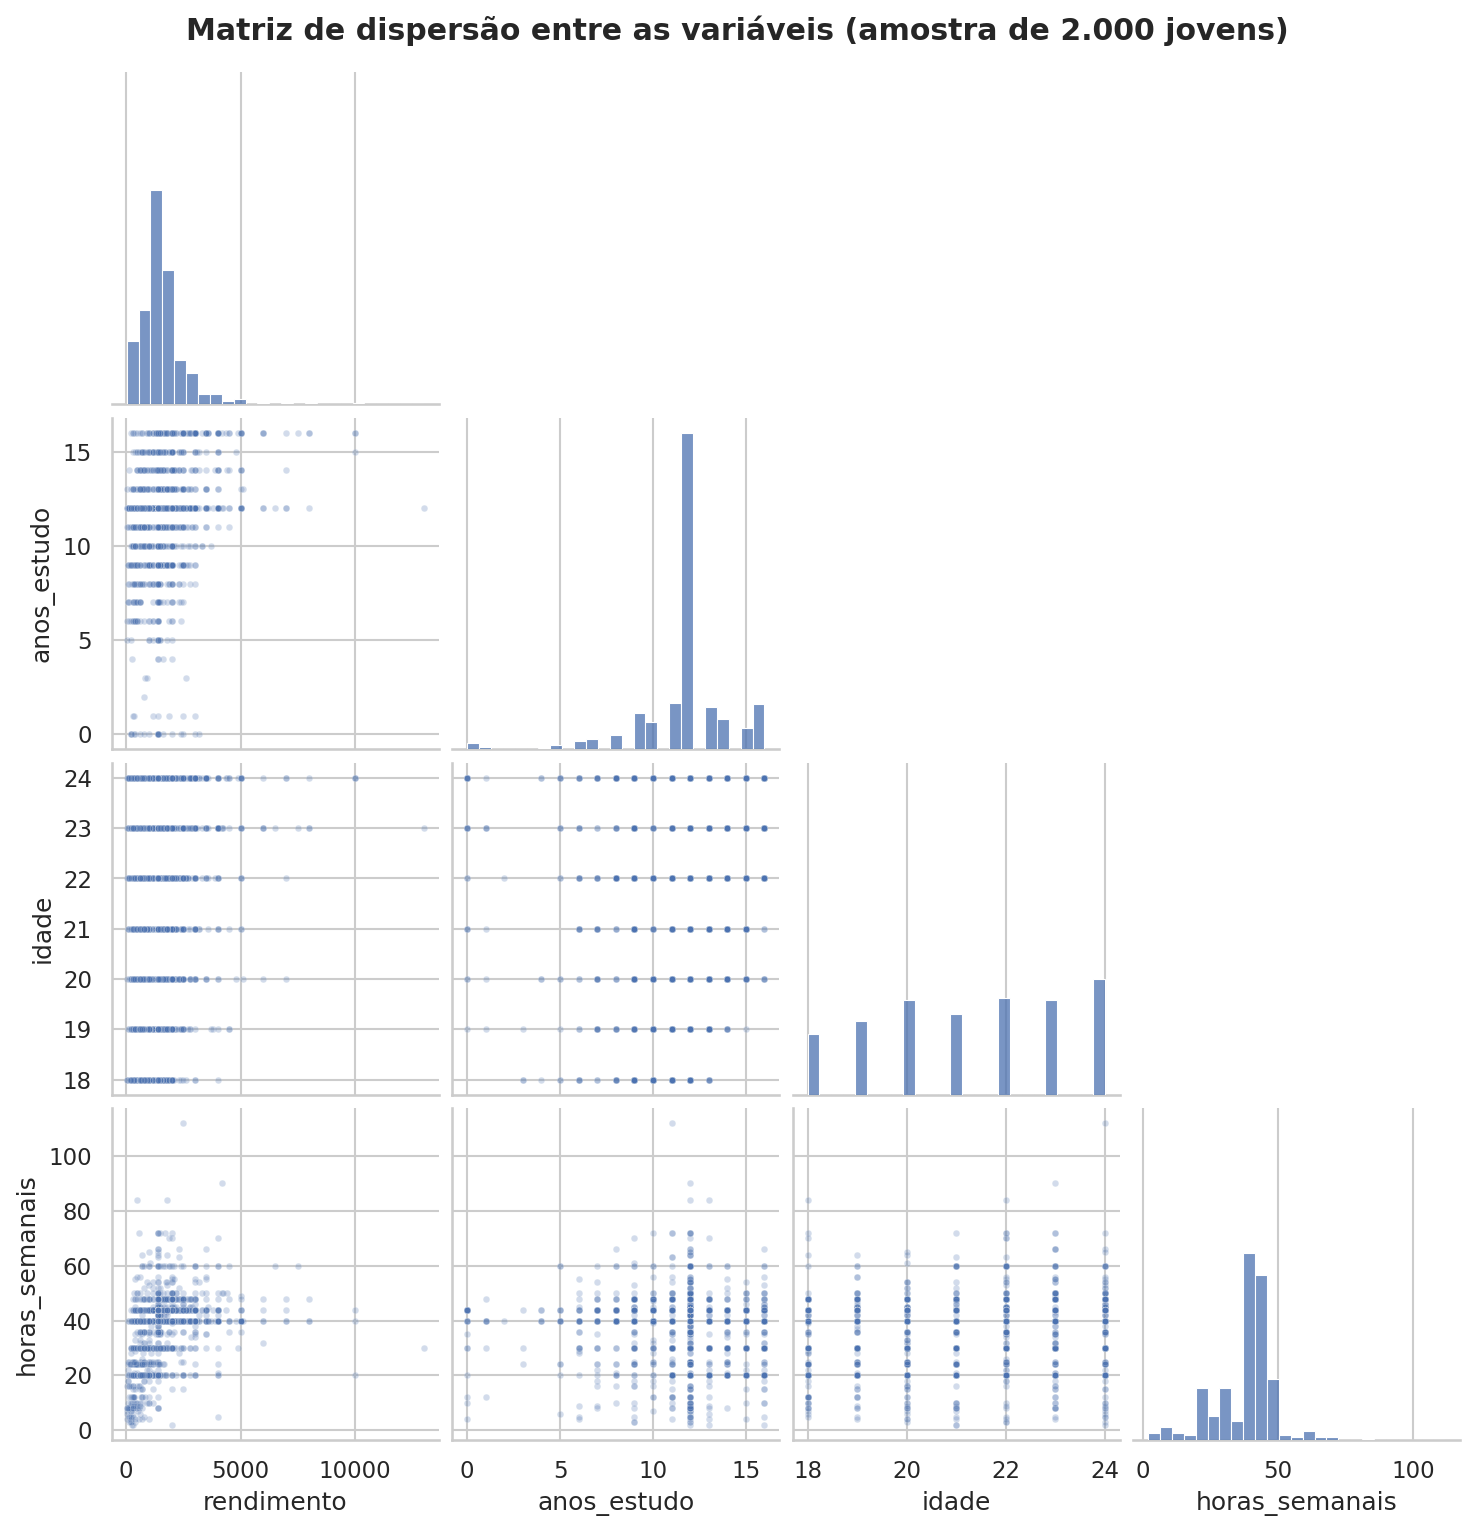 Matriz de dispersão entre as variáveis (amostra de 2.000 jovens)
anos_estudo
15
10
5
0
idade
24
23
22
21
20
19
18
horas_semanais
100
80
60
40
20
0
0 5000 10000 0 5 10 15 18 20 22 24 0 50 100
rendimento anos_estudo idade horas_semanais